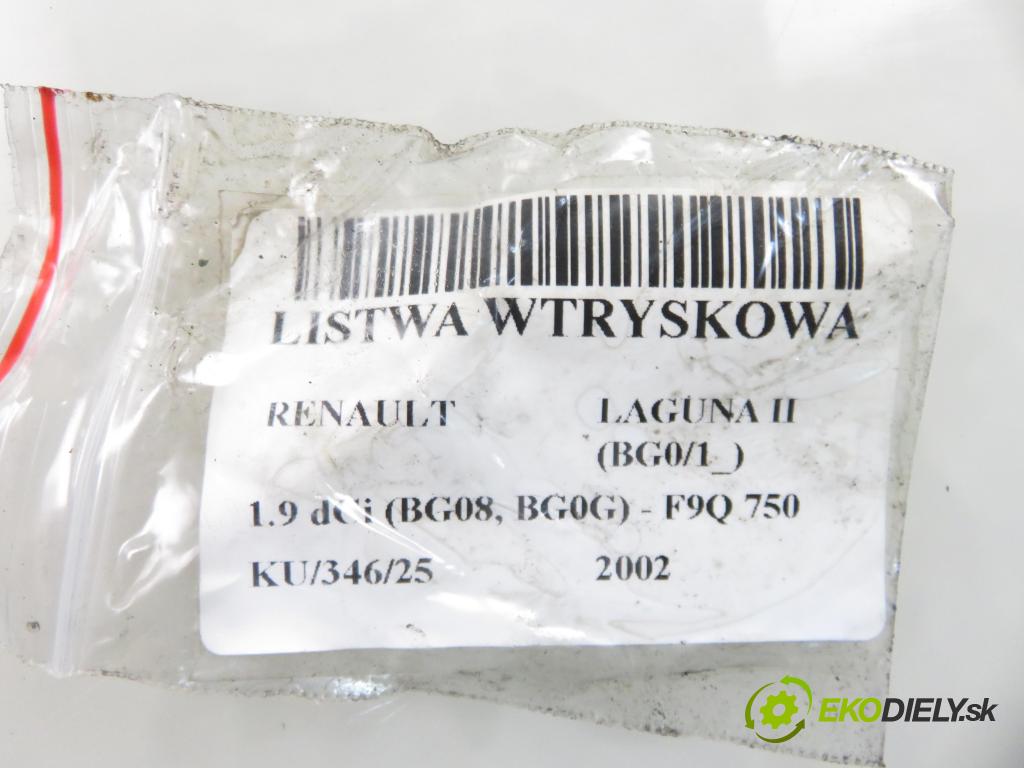 LISTWA WTRYSKOWA
RENAULT LAGUNA II
(BG0/1_)
1.9 dCi (BG08, BG0G) - F9Q 750
KU/346/25 2002
EKODIELY.sk